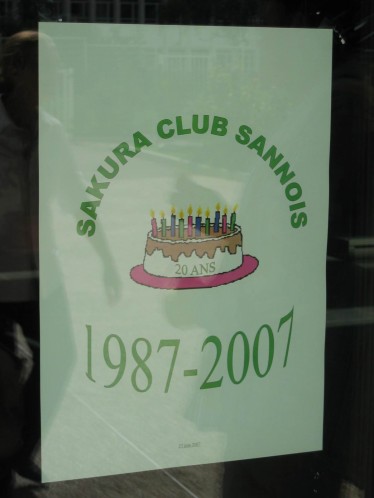 SAKURA CLUB SANNOIS
20 ANS
1987-2007